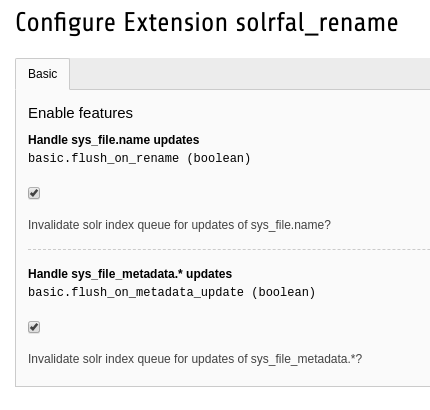 Configure Extension solrfal_rename
Basic
Enable features
Handle sys_file.name updates
basic.flush_on_rename (boolean)
Invalidate solr index queue for updates of sys_file.name?
Handle sys_file_metadata.* updates
basic.flush_on_metadata_update (boolean)
Invalidate solr index queue for updates of sys_file_metadata.*?